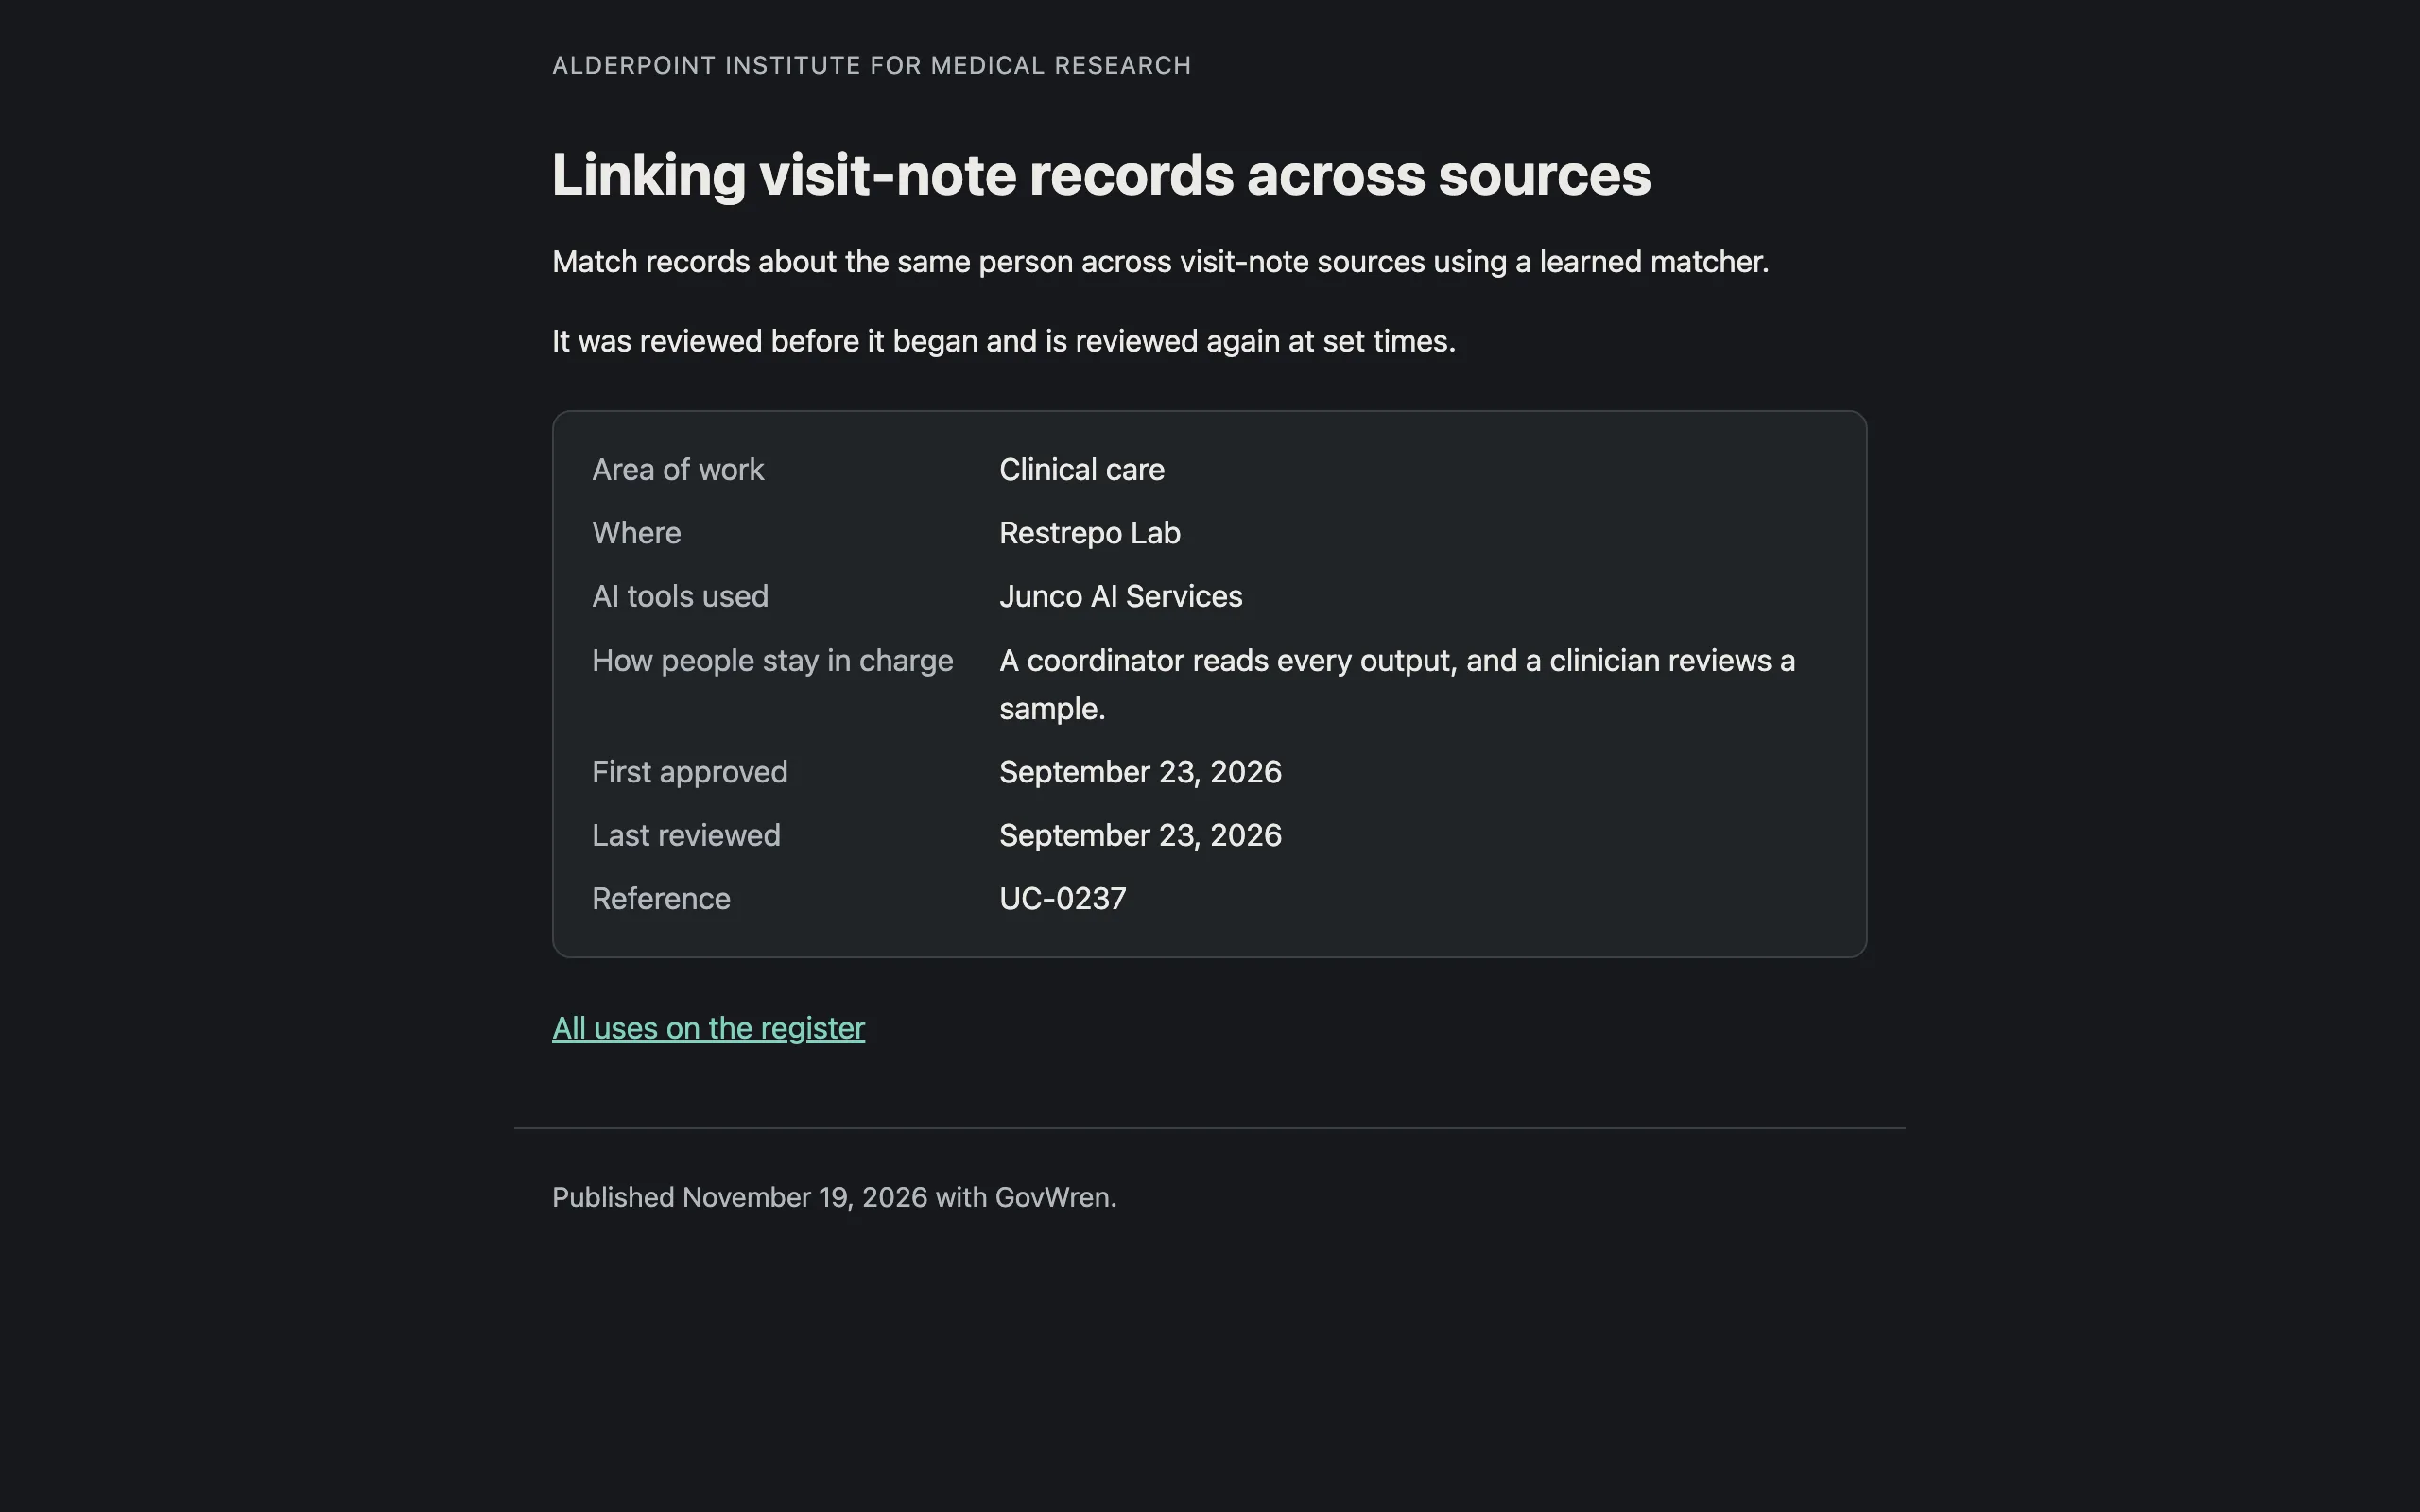 ALDERPOINT INSTITUTE FOR MEDICAL RESEARCH
Linking visit-note records across sources
Match records about the same person across visit-note sources using a learned matcher.
It was reviewed before it began and is reviewed again at set times.
Area of work Clinical care
Where Restrepo Lab
AI tools used Junco AI Services
How people stay in charge A coordinator reads every output, and a clinician reviews a
sample.
First approved September 23, 2026
Last reviewed September 23, 2026
Reference UC-0237
All uses on the register
Published November 19, 2026 with GovWren.